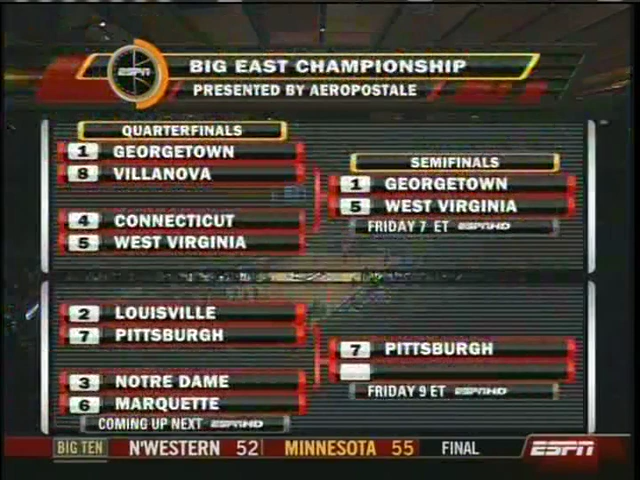 ESPN
BIG EAST CHAMPIONSHIP
PRESENTED BY AEROPOSTALE
QUARTERFINALS
1 GEORGETOWN
8 VILLANOVA
4 CONNECTICUT
5 WEST VIRGINIA
SEMIFINALS
1 GEORGETOWN
5 WEST VIRGINIA
FRIDAY 7 ET ESPNHD
2 LOUISVILLE
7 PITTSBURGH
3 NOTRE DAME
6 MARQUETTE
COMING UP NEXT ESPNHD
7 PITTSBURGH
FRIDAY 9 ET ESPNHD
BIG TEN N'WESTERN 52 MINNESOTA 55 FINAL ESPN